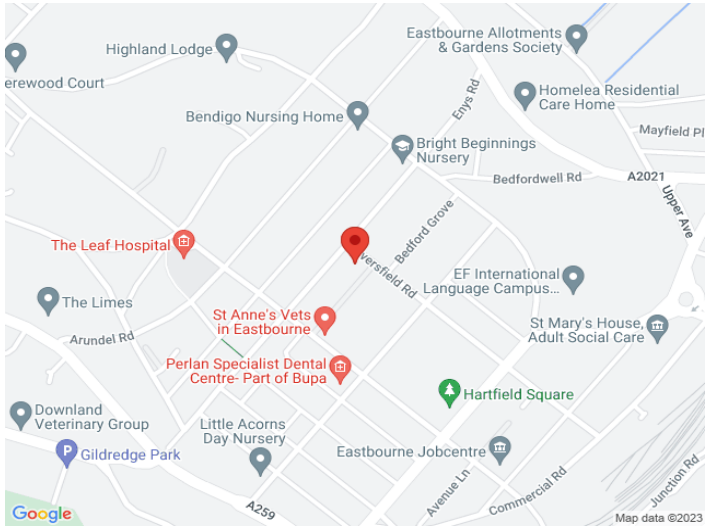 Eastbourne Allotments
& Gardens Society
Highland Lodge
erewood Court
Enys Rd
Homelea Residential
Care Home
Bendigo Nursing Home
Mayfield Pl
Bright Beginnings
Nursery
Bedfordwell Rd
A2021
Upper Ave
Bedford Grove
The Leaf Hospital
versfield Rd
EF International
Language Campus...
The Limes
St Anne's Vets
in Eastbourne
St Mary's House,
Adult Social Care
Arundel Rd
Perlan Specialist Dental
Centre- Part of Bupa
Hartfield Square
Downland
Veterinary Group
Little Acorns
Day Nursery
P
Gildredge Park
Eastbourne Jobcentre
Avenue Ln
Commercial Rd
Junction Rd
A259
Google
Map data ©2023